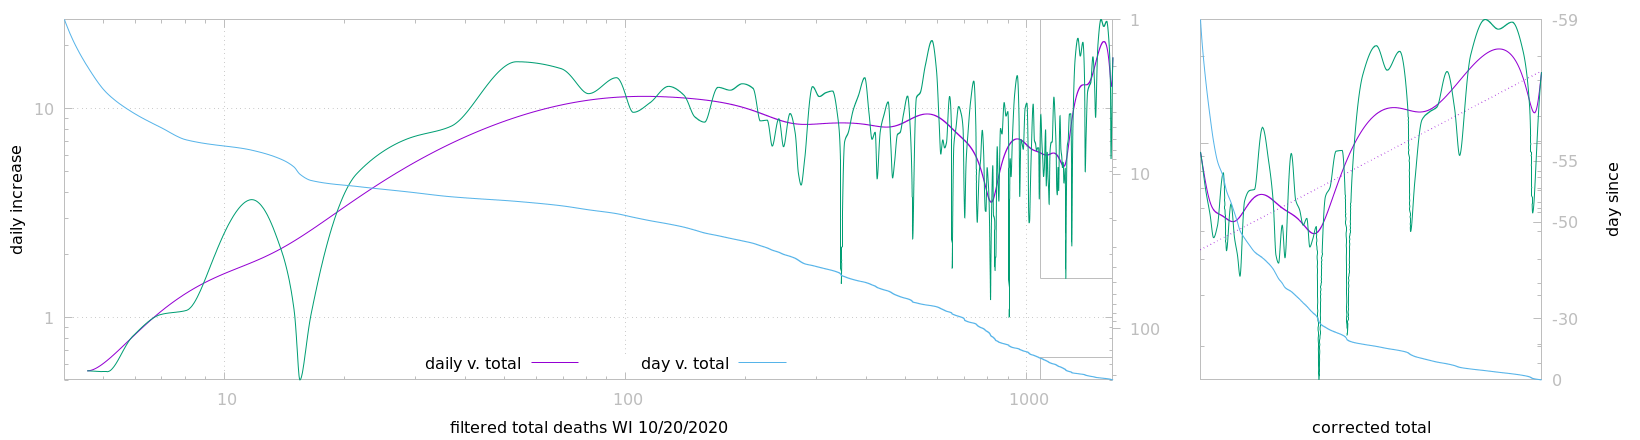 daily increase
10
1
daily v. total
day v. total
10
100
1000
filtered total deaths WI 10/20/2020
1
10
100
-59
-55
-50
-30
0
day since
corrected total